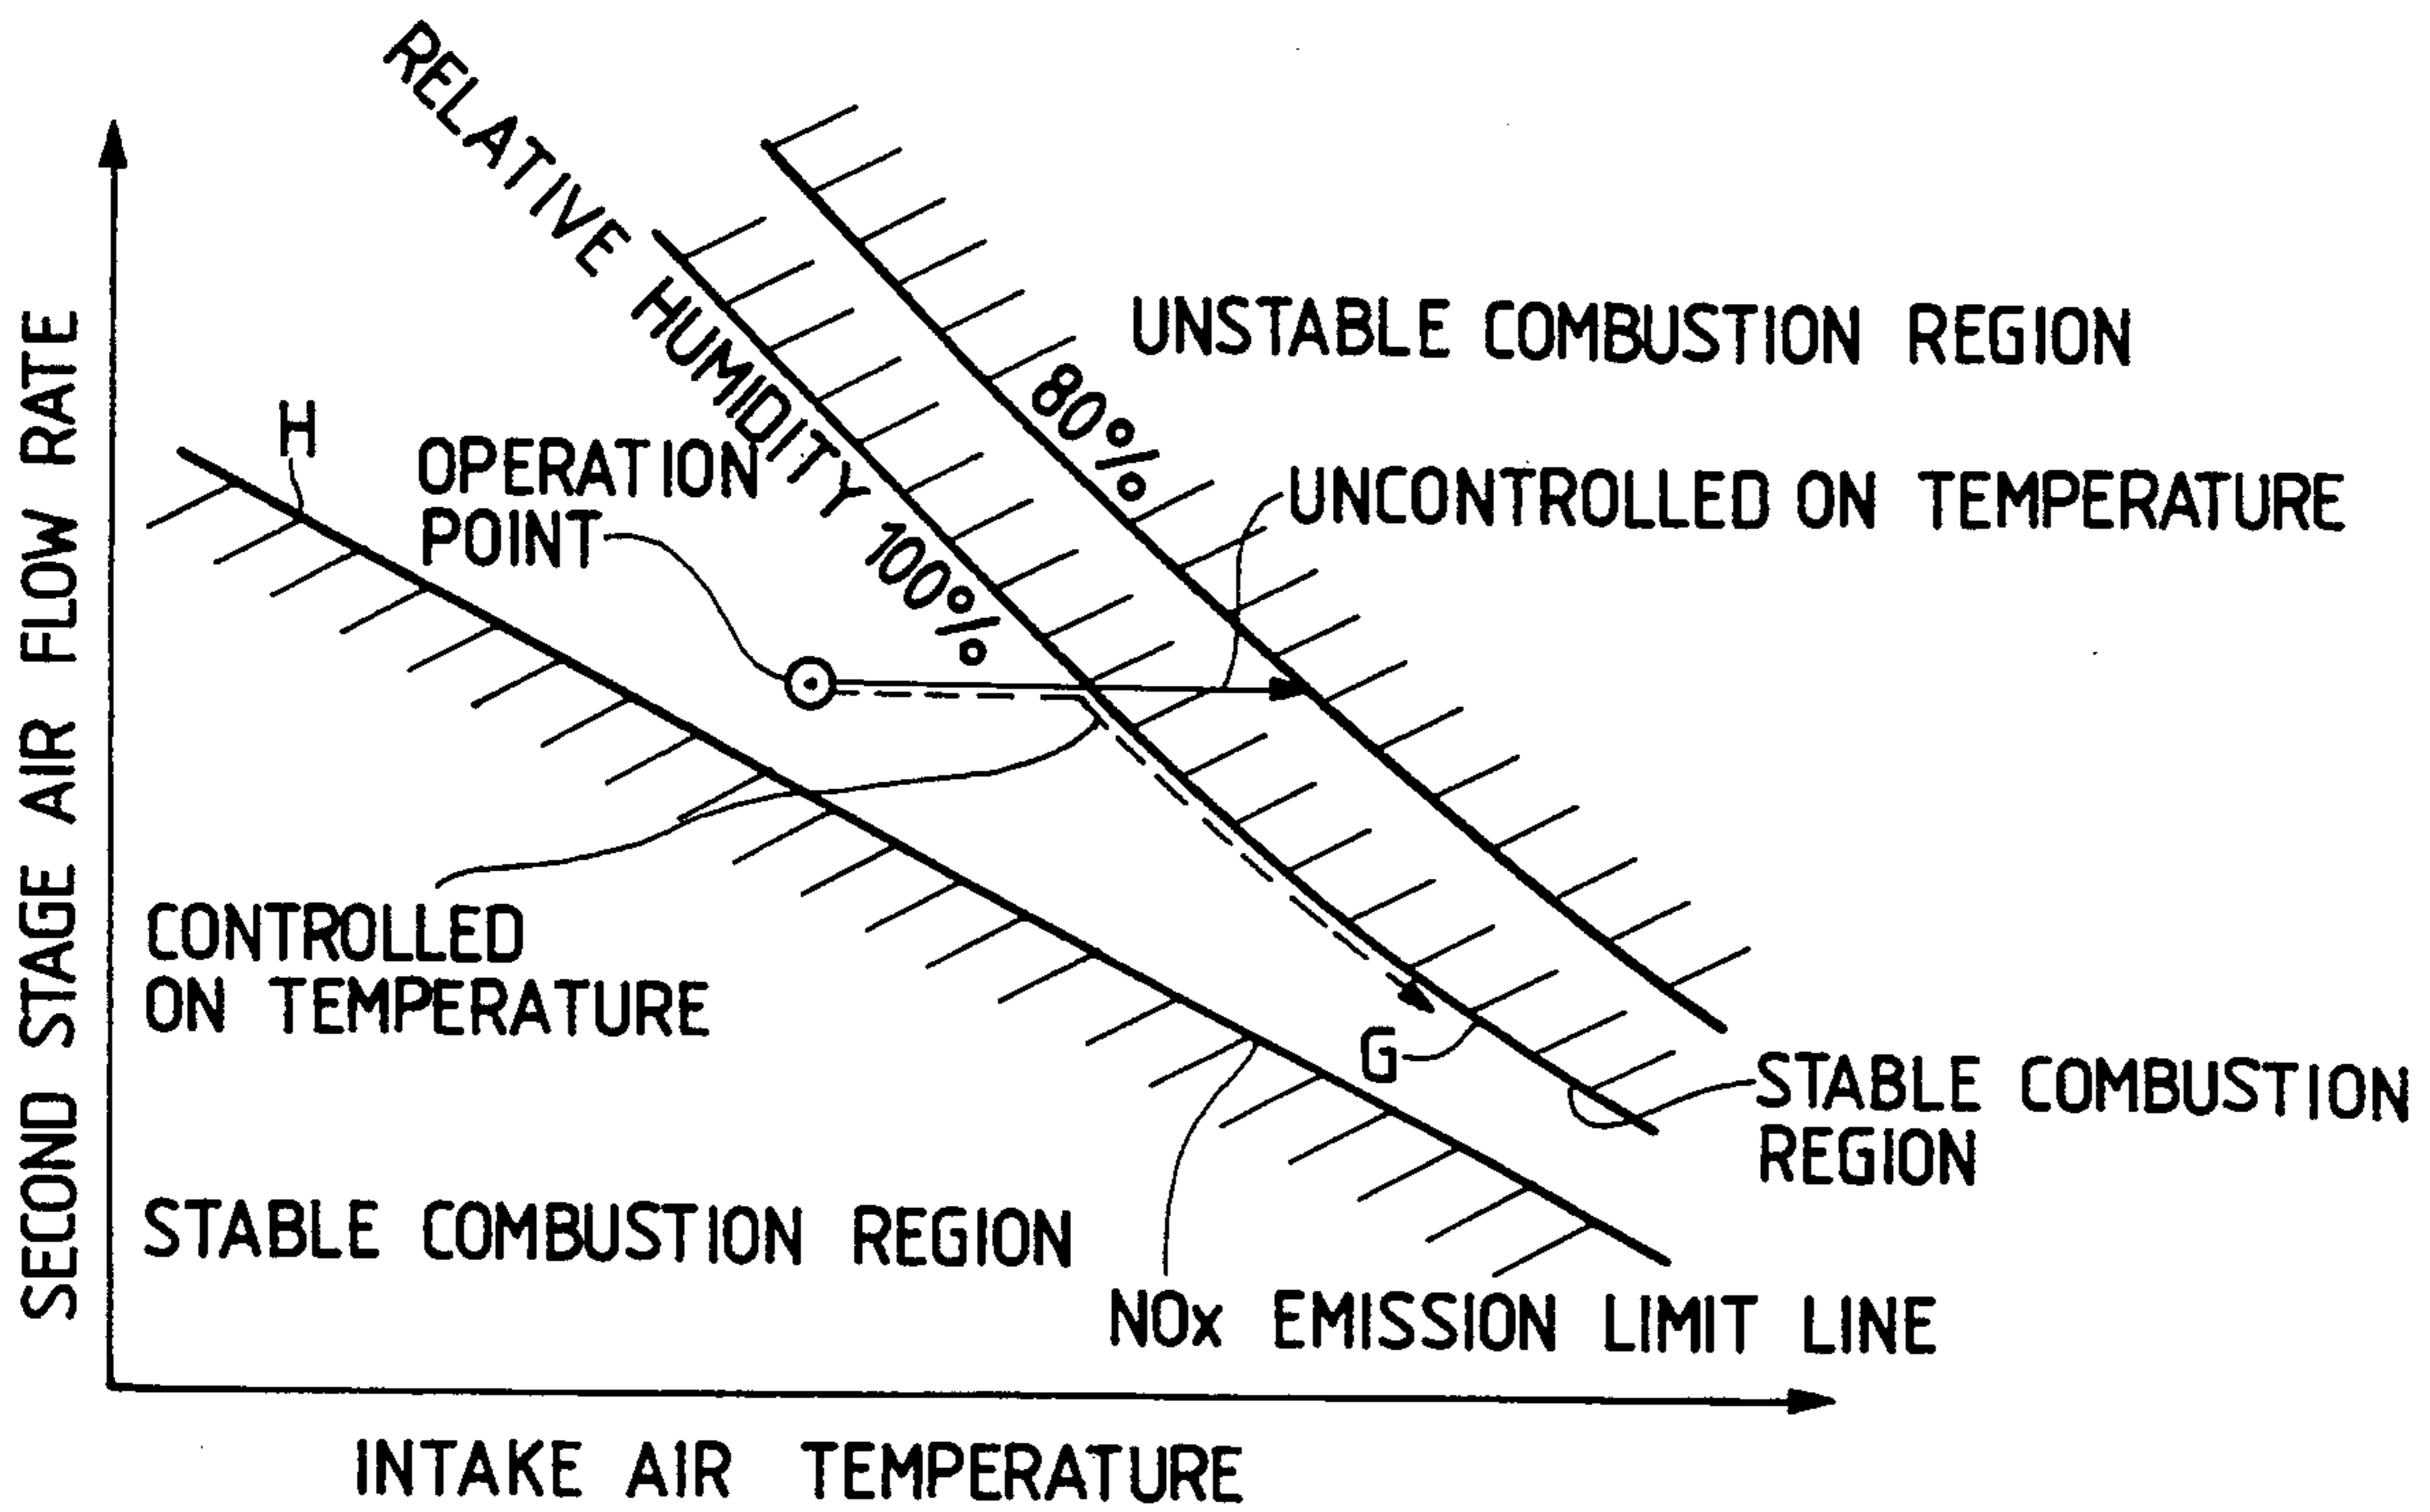 RELATIVE HUMIDITY 100%
80%
UNSTABLE COMBUSTION REGION
H
OPERATION
POINT
UNCONTROLLED ON TEMPERATURE
SECOND STAGE AIR FLOW RATE
CONTROLLED
ON TEMPERATURE
G
STABLE COMBUSTION
REGION
STABLE COMBUSTION REGION
NOx EMISSION LIMIT LINE
INTAKE AIR TEMPERATURE